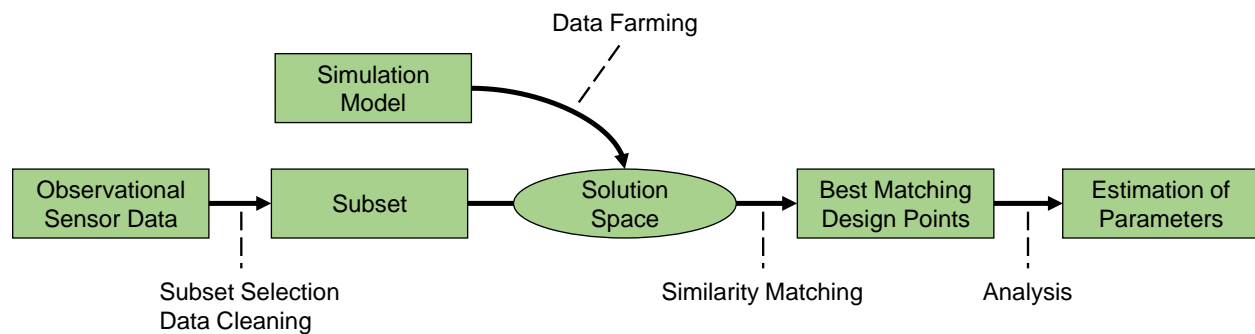 Data Farming
Simulation
Model
Observational
Sensor Data
Subset
Solution
Space
Best Matching
Design Points
Estimation of
Parameters
Subset Selection
Data Cleaning
Similarity Matching
Analysis